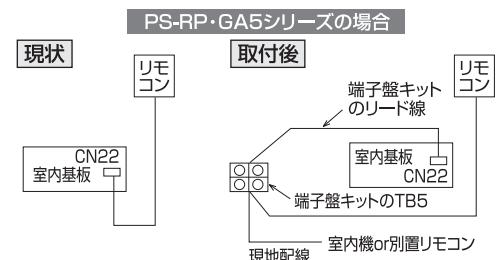 PS-RP・GA5シリーズの場合
現状
リモ
コン
CN22
室内基板
取付後
リモ
コン
端子盤キット
のリード線
室内基板
CN22
端子盤キットのTB5
室内機or別置リモコン
現地配線